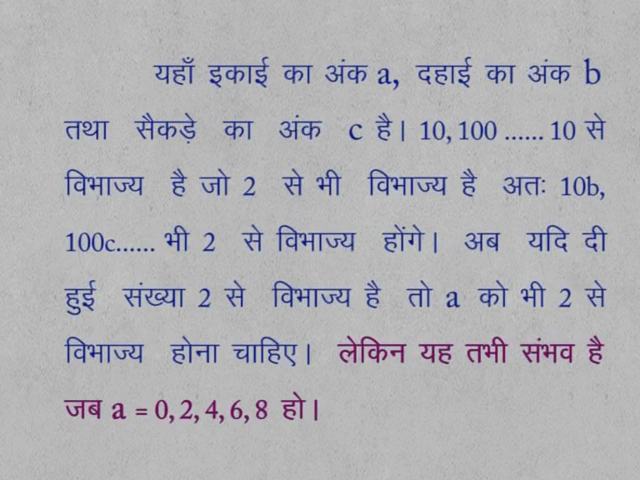 यहाँ इकाई का अंक a, दहाई का अंक b
तथा सैकड़े का अंक c है। 10, 100 ...... 10 से
विभाज्य है जो 2 से भी विभाज्य है अतः 10b,
100c...... भी 2 से विभाज्य होंगे। अब यदि दी
हुई संख्या 2 से विभाज्य है तो a को भी 2 से
विभाज्य होना चाहिए। लेकिन यह तभी संभव है
जब a = 0, 2, 4, 6, 8 हो।